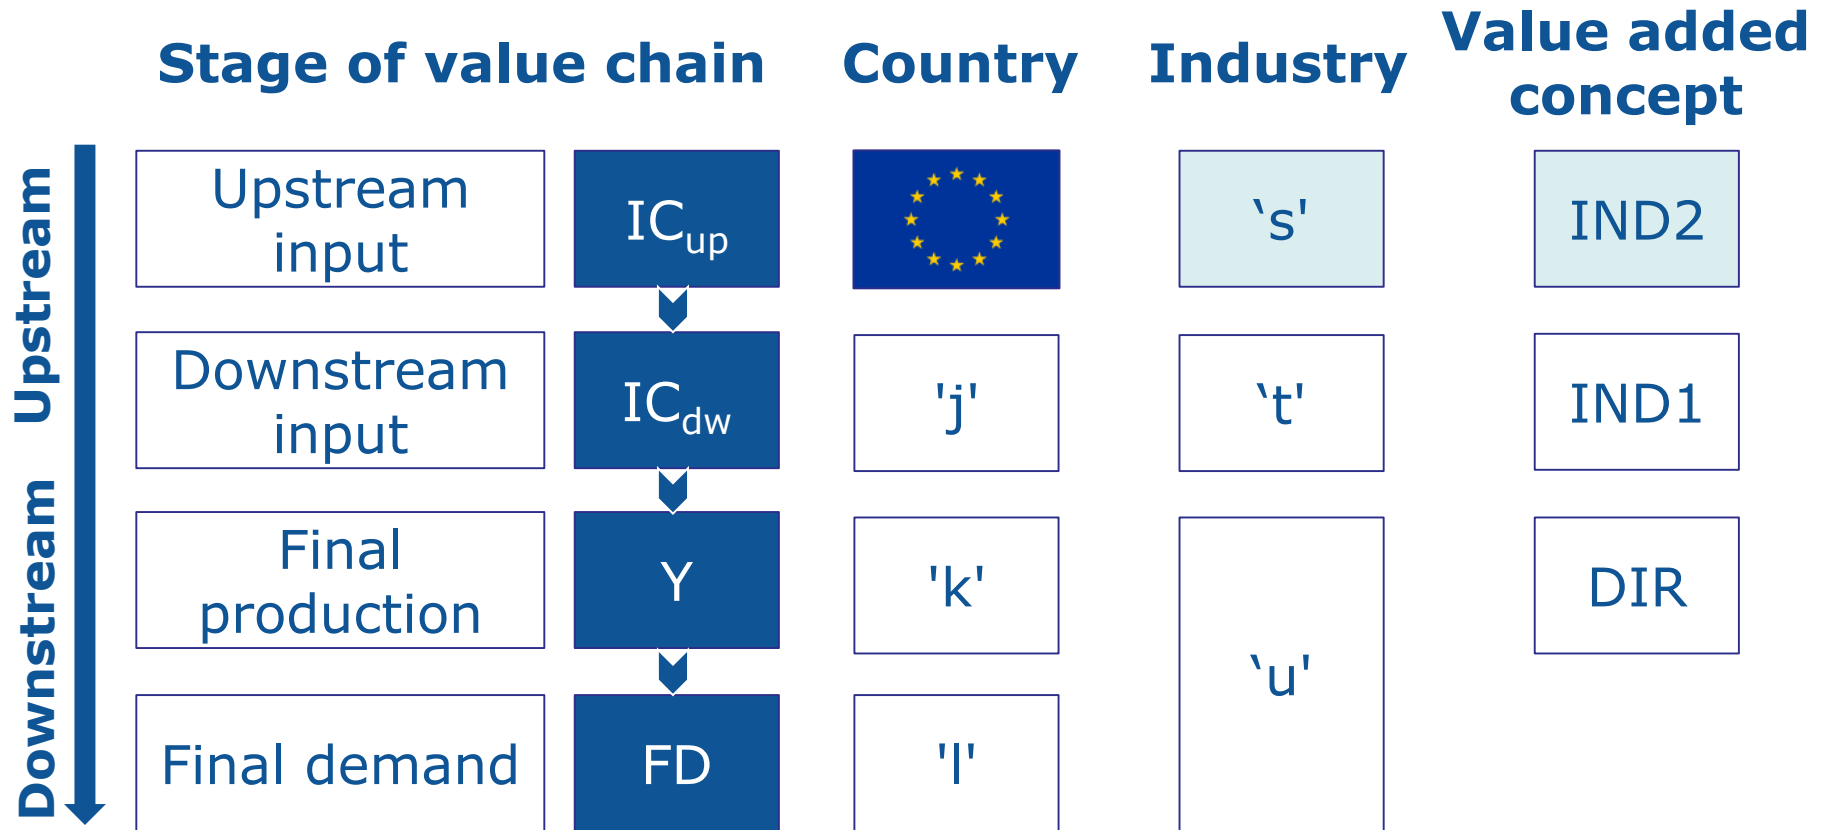 Stage of value chain
Country
Industry
Value added
concept
Upstream
Downstream
Upstream
input
ICup
‛s'
IND2
Downstream
input
ICdw
'j'
‛t'
IND1
Final
production
Y
'k'
‛u'
DIR
Final demand
FD
'l'